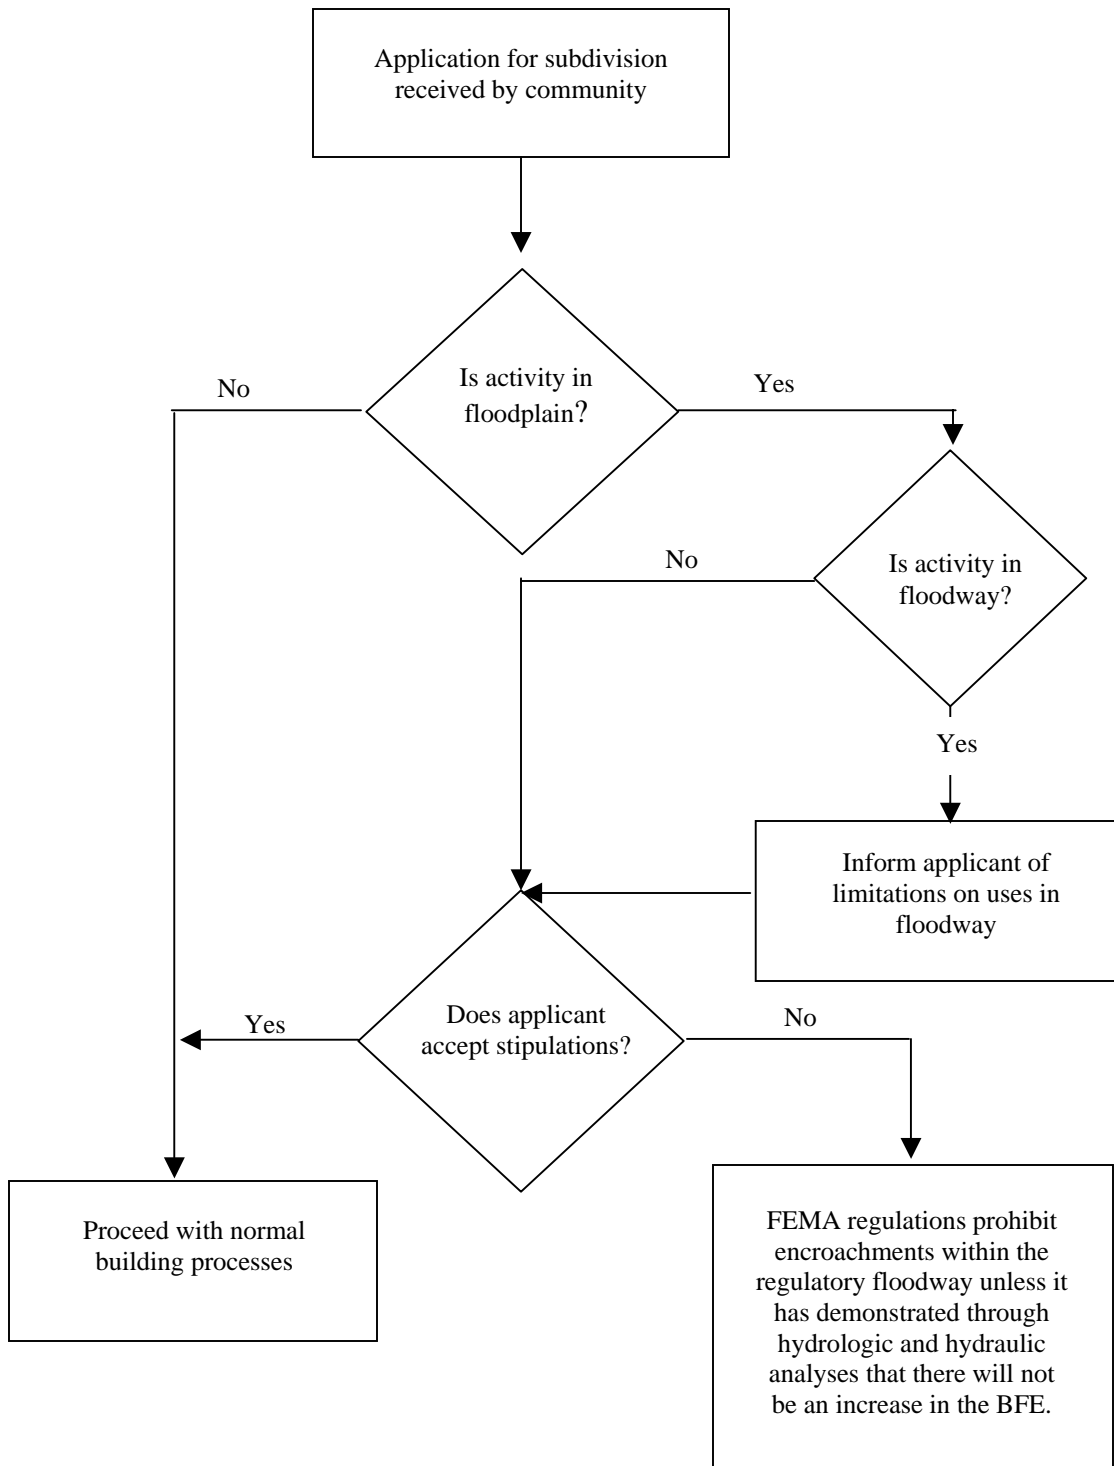 Application for subdivision
received by community
Is activity in
floodplain?
No
Yes
Is activity in
floodway?
No
Yes
Inform applicant of
limitations on uses in
floodway
Does applicant
accept stipulations?
Yes
No
Proceed with normal
building processes
FEMA regulations prohibit
encroachments within the
regulatory floodway unless it
has demonstrated through
hydrologic and hydraulic
analyses that there will not
be an increase in the BFE.